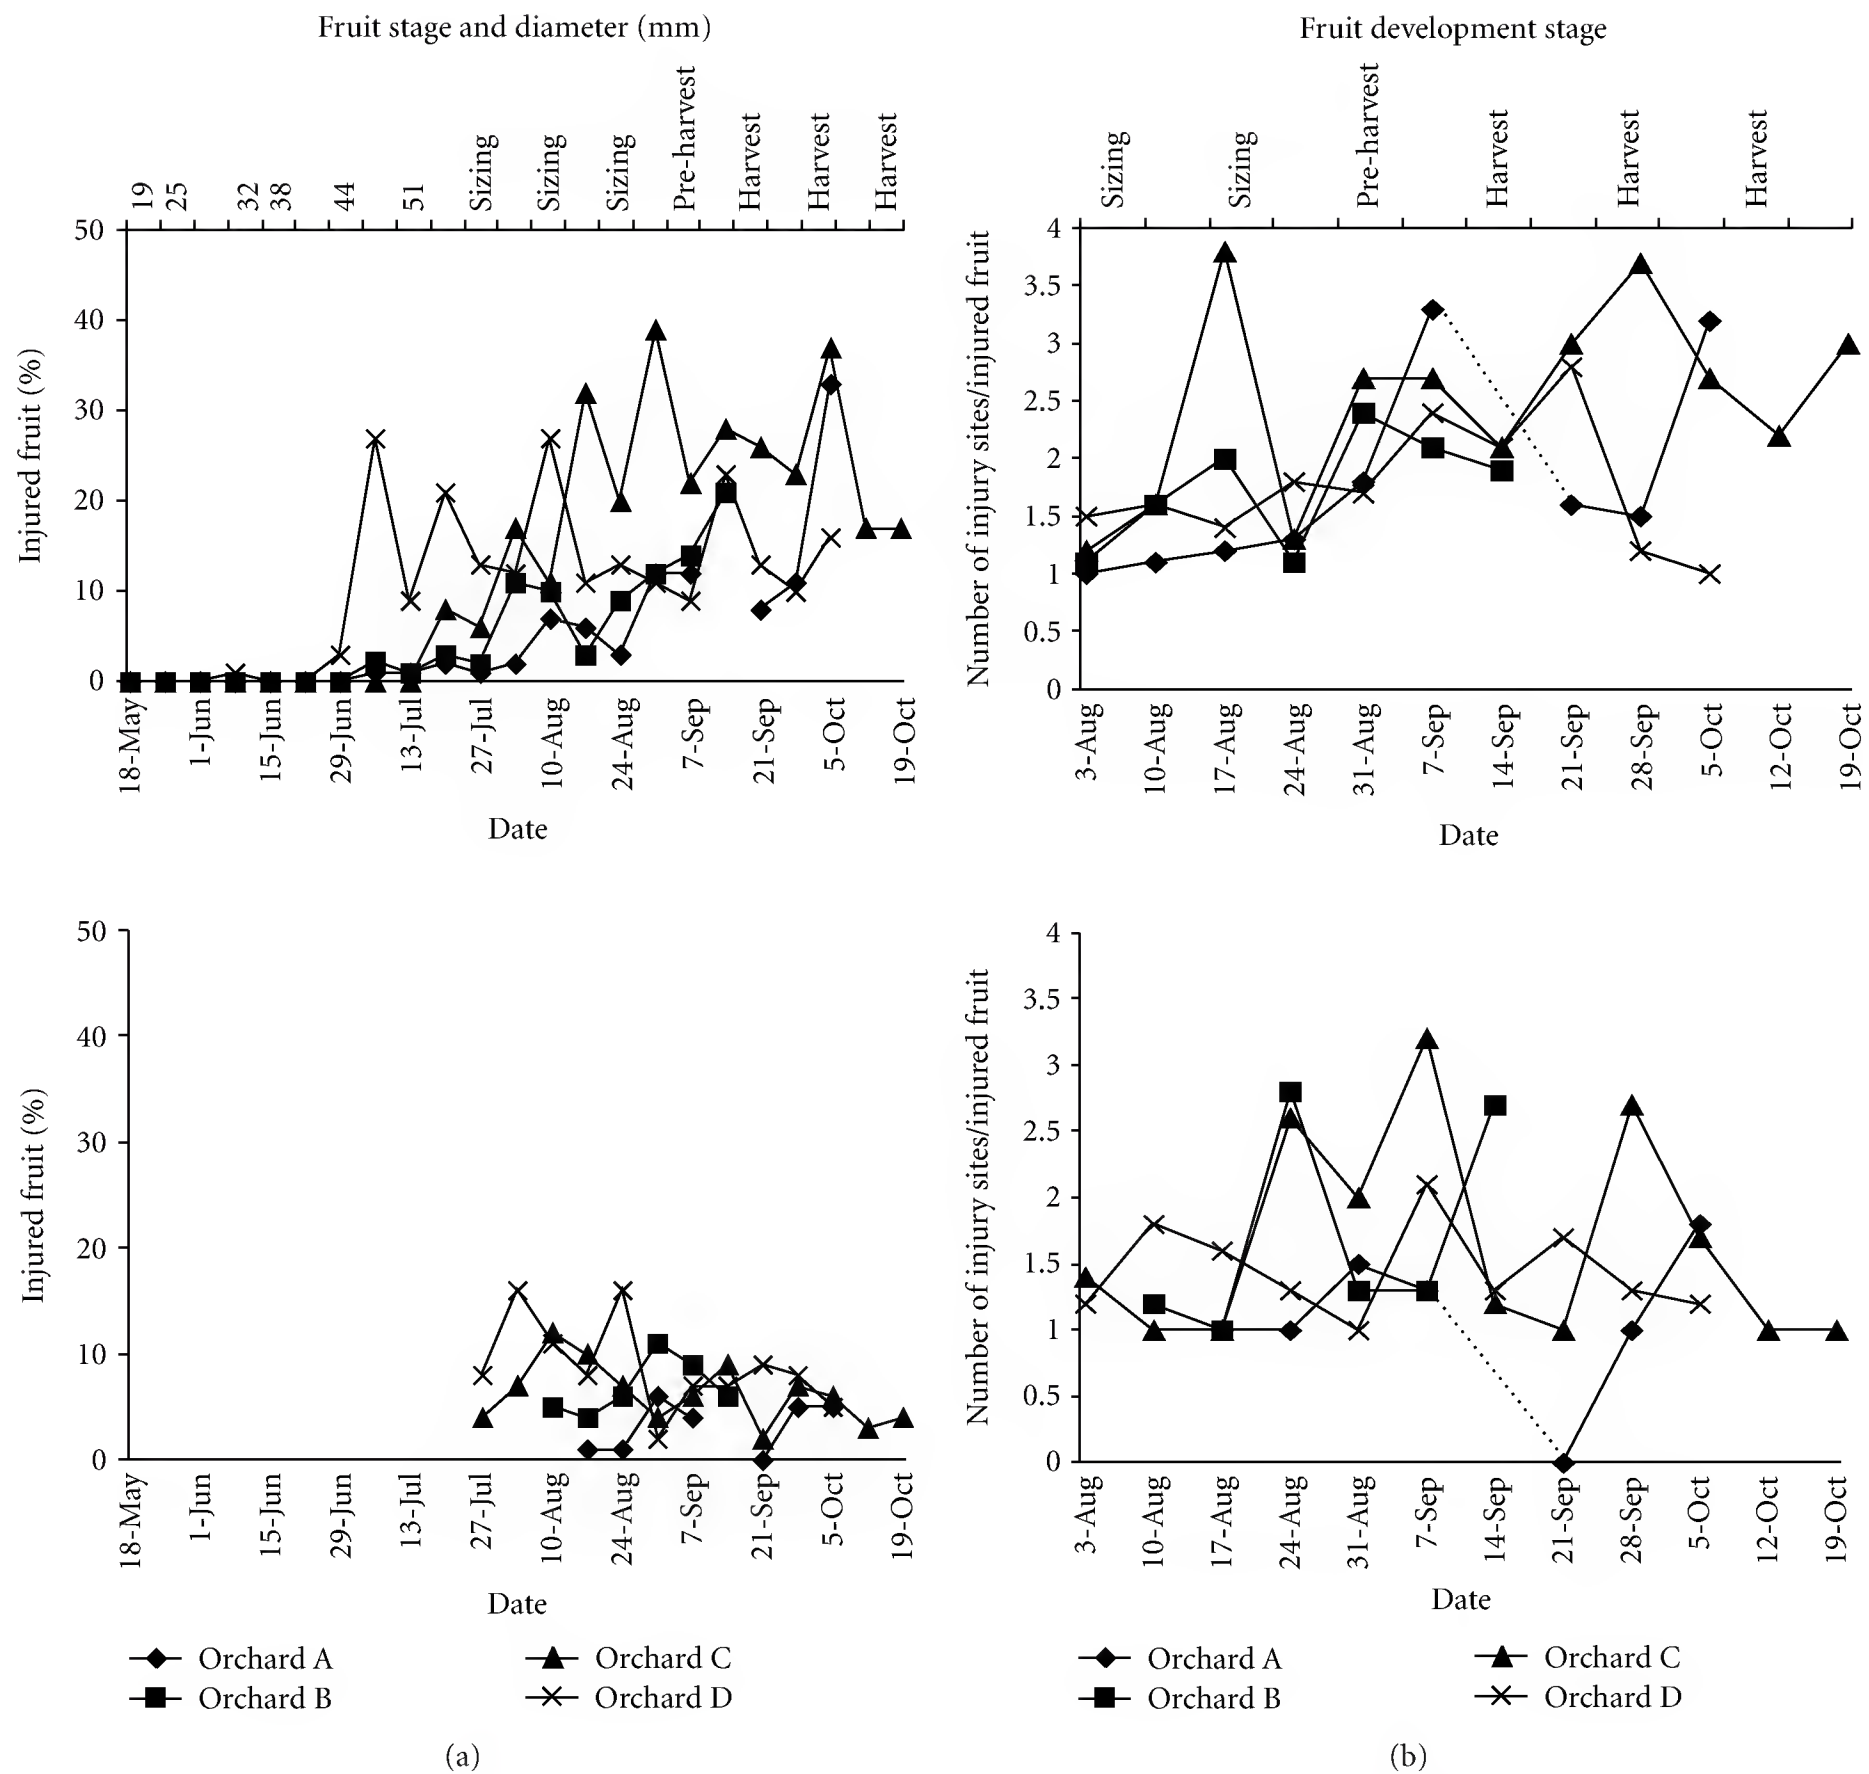 Fruit stage and diameter (mm)
19
25
32
38
44
51
Sizing
Sizing
Sizing
Pre-harvest
Harvest
Harvest
Harvest
50
40
30
20
10
0
Injured fruit (%)
18-May
1-Jun
15-Jun
29-Jun
13-Jul
27-Jul
10-Aug
24-Aug
7-Sep
21-Sep
5-Oct
19-Oct
Date
Fruit development stage
Sizing
Sizing
Pre-harvest
Harvest
Harvest
Harvest
4
3.5
3
2.5
2
1.5
1
0.5
0
Number of injury sites/injured fruit
3-Aug
10-Aug
17-Aug
24-Aug
31-Aug
7-Sep
14-Sep
21-Sep
28-Sep
5-Oct
12-Oct
19-Oct
Date
50
40
30
20
10
0
Injured fruit (%)
18-May
1-Jun
15-Jun
29-Jun
13-Jul
27-Jul
10-Aug
24-Aug
7-Sep
21-Sep
5-Oct
19-Oct
Date
Orchard A
Orchard B
Orchard C
Orchard D
(a)
4
3.5
3
2.5
2
1.5
1
0.5
0
Number of injury sites/injured fruit
3-Aug
10-Aug
17-Aug
24-Aug
31-Aug
7-Sep
14-Sep
21-Sep
28-Sep
5-Oct
12-Oct
19-Oct
Date
Orchard A
Orchard B
Orchard C
Orchard D
(b)